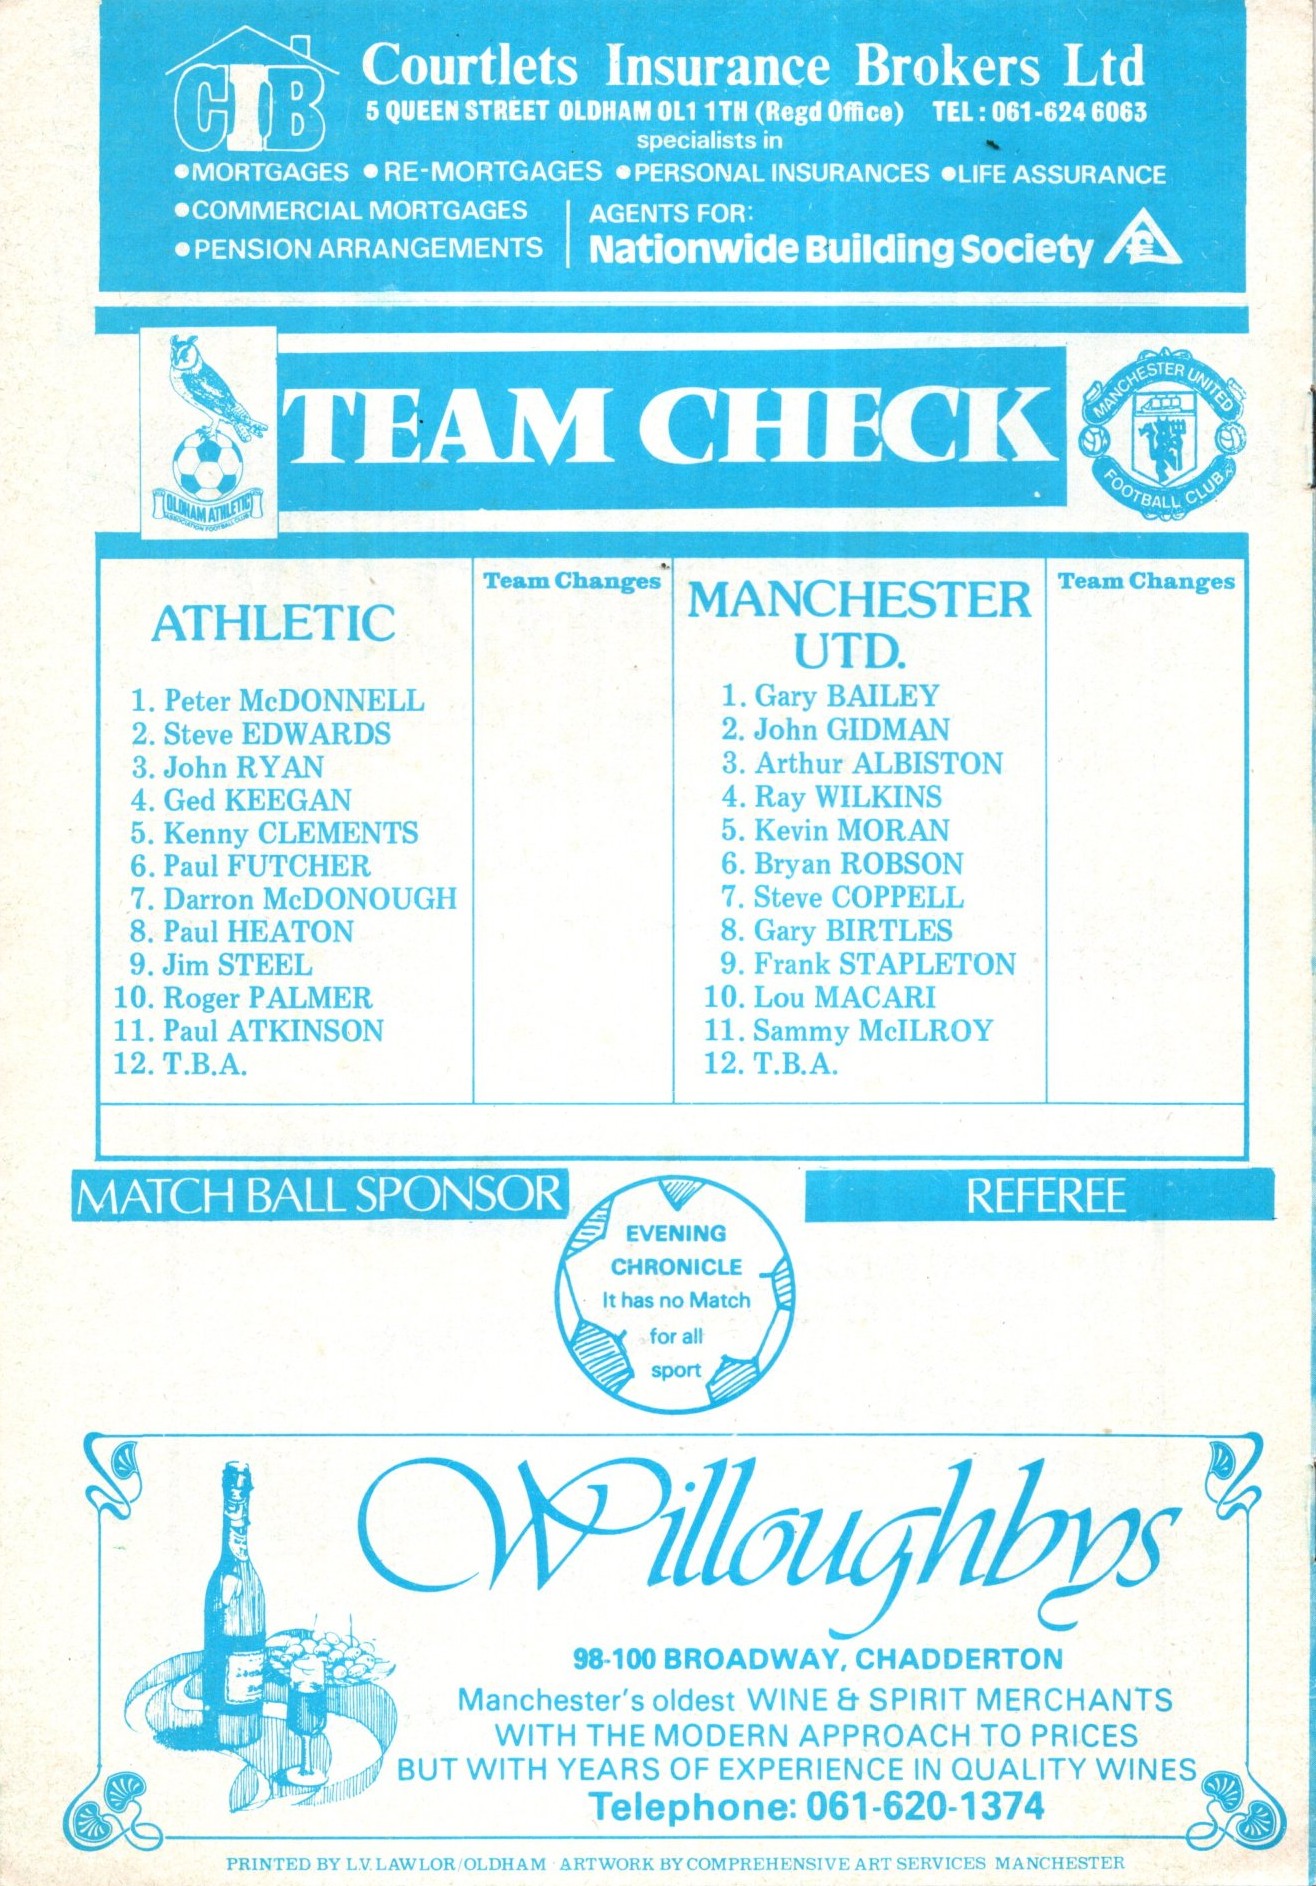 CIB
Courtlets Insurance Brokers Ltd
5 QUEEN STREET OLDHAM OL1 1TH (Regd Office) TEL: 061-624 6063
specialists in
●MORTGAGES ●RE-MORTGAGES ●PERSONAL INSURANCES ●LIFE ASSURANCE
●COMMERCIAL MORTGAGES
●PENSION ARRANGEMENTS
AGENTS FOR:
Nationwide Building Society
OLDHAM ATHLETIC
ASSOCIATION FOOTBALL CLUB
TEAM CHECK
MANCHESTER UNITED
FOOTBALL CLUB
ATHLETIC
1. Peter McDONNELL
2. Steve EDWARDS
3. John RYAN
4. Ged KEEGAN
5. Kenny CLEMENTS
6. Paul FUTCHER
7. Darron McDONOUGH
8. Paul HEATON
9. Jim STEEL
10. Roger PALMER
11. Paul ATKINSON
12. T.B.A.
Team Changes
MANCHESTER
UTD.
1. Gary BAILEY
2. John GIDMAN
3. Arthur ALBISTON
4. Ray WILKINS
5. Kevin MORAN
6. Bryan ROBSON
7. Steve COPPELL
8. Gary BIRTLES
9. Frank STAPLETON
10. Lou MACARI
11. Sammy McILROY
12. T.B.A.
Team Changes
MATCH BALL SPONSOR
EVENING
CHRONICLE
It has no Match
for all
sport
REFEREE
Willoughbys
98-100 BROADWAY, CHADDERTON
Manchester's oldest WINE & SPIRIT MERCHANTS
WITH THE MODERN APPROACH TO PRICES
BUT WITH YEARS OF EXPERIENCE IN QUALITY WINES
Telephone: 061-620-1374
PRINTED BY L.V. LAWLOR/OLDHAM ARTWORK BY COMPREHENSIVE ART SERVICES MANCHESTER